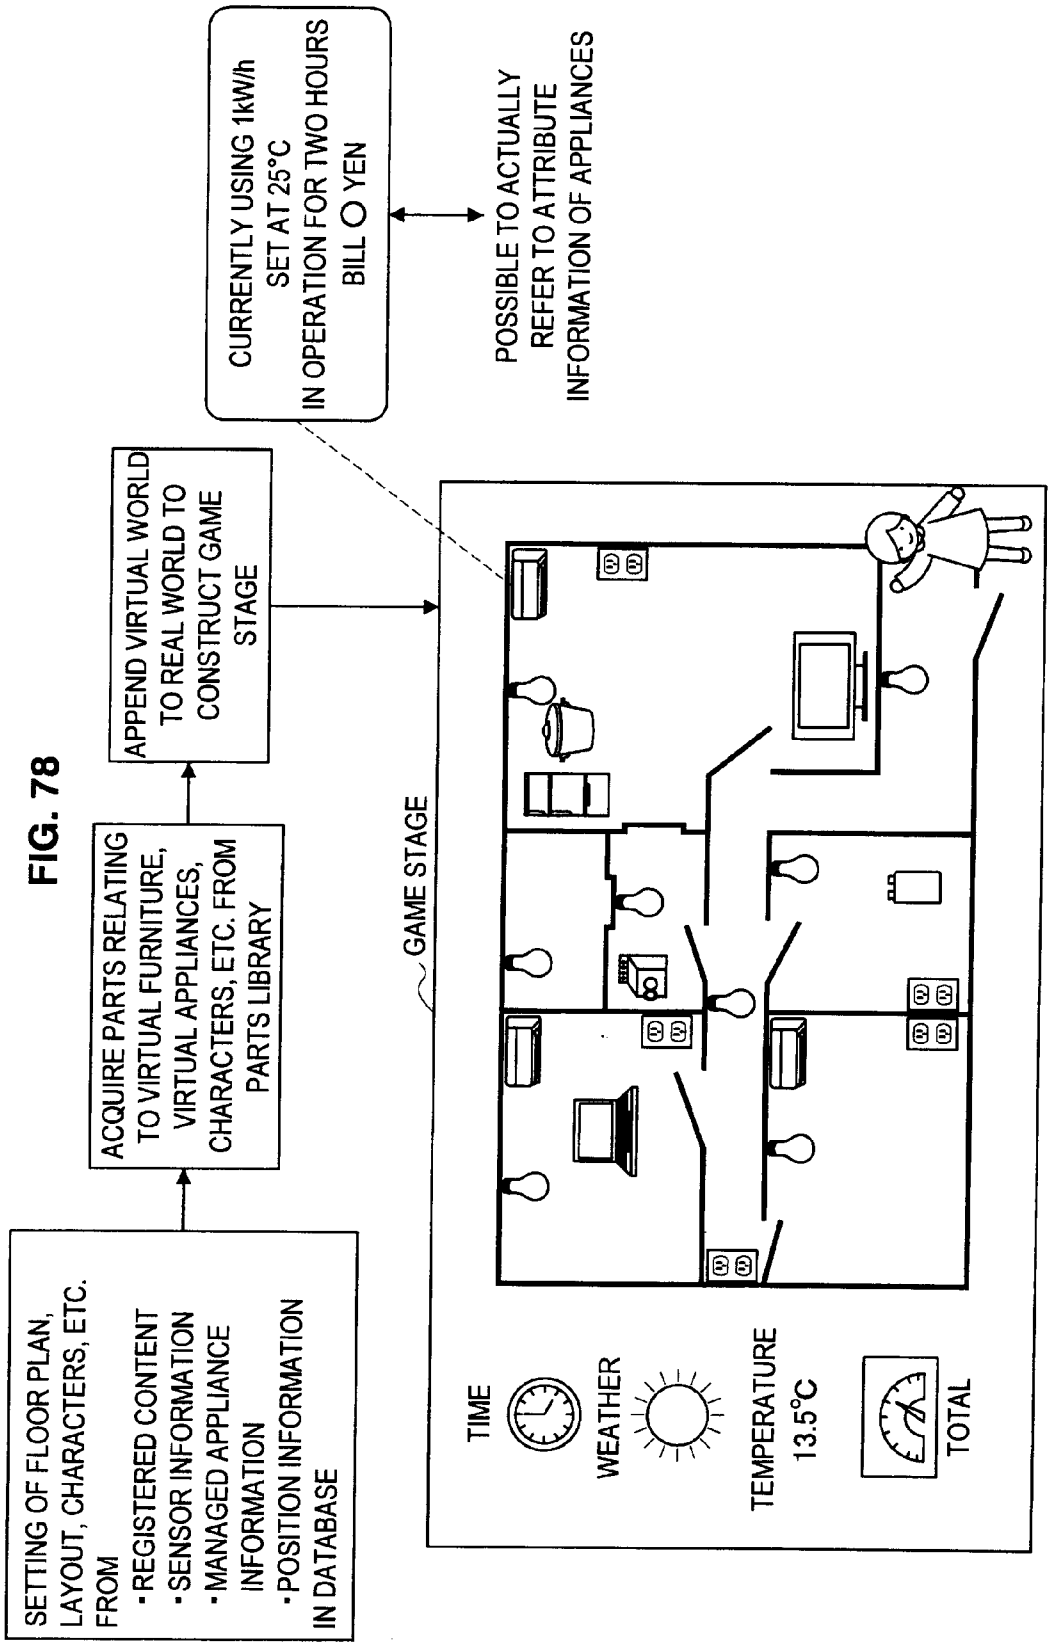 FIG. 78
SETTING OF FLOOR PLAN,
LAYOUT, CHARACTERS, ETC.
FROM
・REGISTERED CONTENT
・SENSOR INFORMATION
・MANAGED APPLIANCE
INFORMATION
・POSITION INFORMATION
IN DATABASE
ACQUIRE PARTS RELATING
TO VIRTUAL FURNITURE,
VIRTUAL APPLIANCES,
CHARACTERS, ETC. FROM
PARTS LIBRARY
APPEND VIRTUAL WORLD
TO REAL WORLD TO
CONSTRUCT GAME
STAGE
CURRENTLY USING 1kW/h
SET AT 25°C
IN OPERATION FOR TWO HOURS
BILL ○ YEN
POSSIBLE TO ACTUALLY
REFER TO ATTRIBUTE
INFORMATION OF APPLIANCES
GAME STAGE
TIME
WEATHER
TEMPERATURE
13.5°C
TOTAL